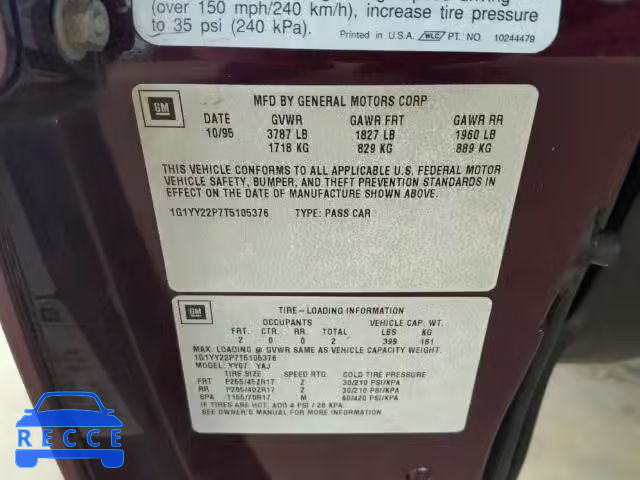 (over 150 mph/240 km/h), increase tire pressure
to 35 psi (240 kPa).
Printed in U.S.A. WLC PT. NO. 10244479
GM
MFD BY GENERAL MOTORS CORP
DATE GVWR GAWR FRT GAWR RR
10/95 3787 LB 1827 LB 1960 LB
1718 KG 829 KG 889 KG
THIS VEHICLE CONFORMS TO ALL APPLICABLE U.S. FEDERAL MOTOR
VEHICLE SAFETY, BUMPER, AND THEFT PREVENTION STANDARDS IN
EFFECT ON THE DATE OF MANUFACTURE SHOWN ABOVE.
1G1YY22P7T5105376 TYPE: PASS CAR
GM
TIRE-LOADING INFORMATION
OCCUPANTS VEHICLE CAP. WT.
FRT CTR RR TOTAL LBS KG
2 0 0 2 399 181
MAX. LOADING @ GVWR SAME AS VEHICLE CAPACITY WEIGHT.
1G1YY22P7T5105376
MODEL: YY07 YAJ
TIRE SIZE SPEED RTG COLD TIRE PRESSURE
FRT P255/45ZR17 Z 30/210 PSI/KPA
RR P285/40ZR17 Z 30/210 PSI/KPA
SPA T155/70R17 M 60/420 PSI/KPA
IF TIRES ARE HOT, ADD 4 PSI / 28 KPA
SEE OWNER'S MANUAL FOR MORE INFORMATION
RECCE